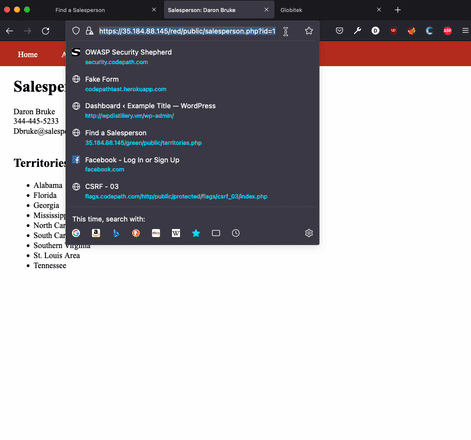 Find a Salesperson
Salesperson: Daron Bruke
Globitek
https://35.184.88.145/red/public/salesperson.php?id=1
Home
A
OWASP Security Shepherd
security.codepath.com
Fake Form
codepathtest.herokuapp.com
Dashboard ‹ Example Title — WordPress
http://wpdistillery.vm/wp-admin/
Find a Salesperson
35.184.88.145/green/public/territories.php
Facebook - Log In or Sign Up
facebook.com
CSRF - 03
flags.codepath.com/http/public/protected/flags/csrf_03/index.php
This time, search with:
Salespe
Daron Bruke
344-445-5233
Dbruke@salesp
Territories
Alabama
Florida
Georgia
Mississipp
North Car
South Car
Southern Virginia
St. Louis Area
Tennessee